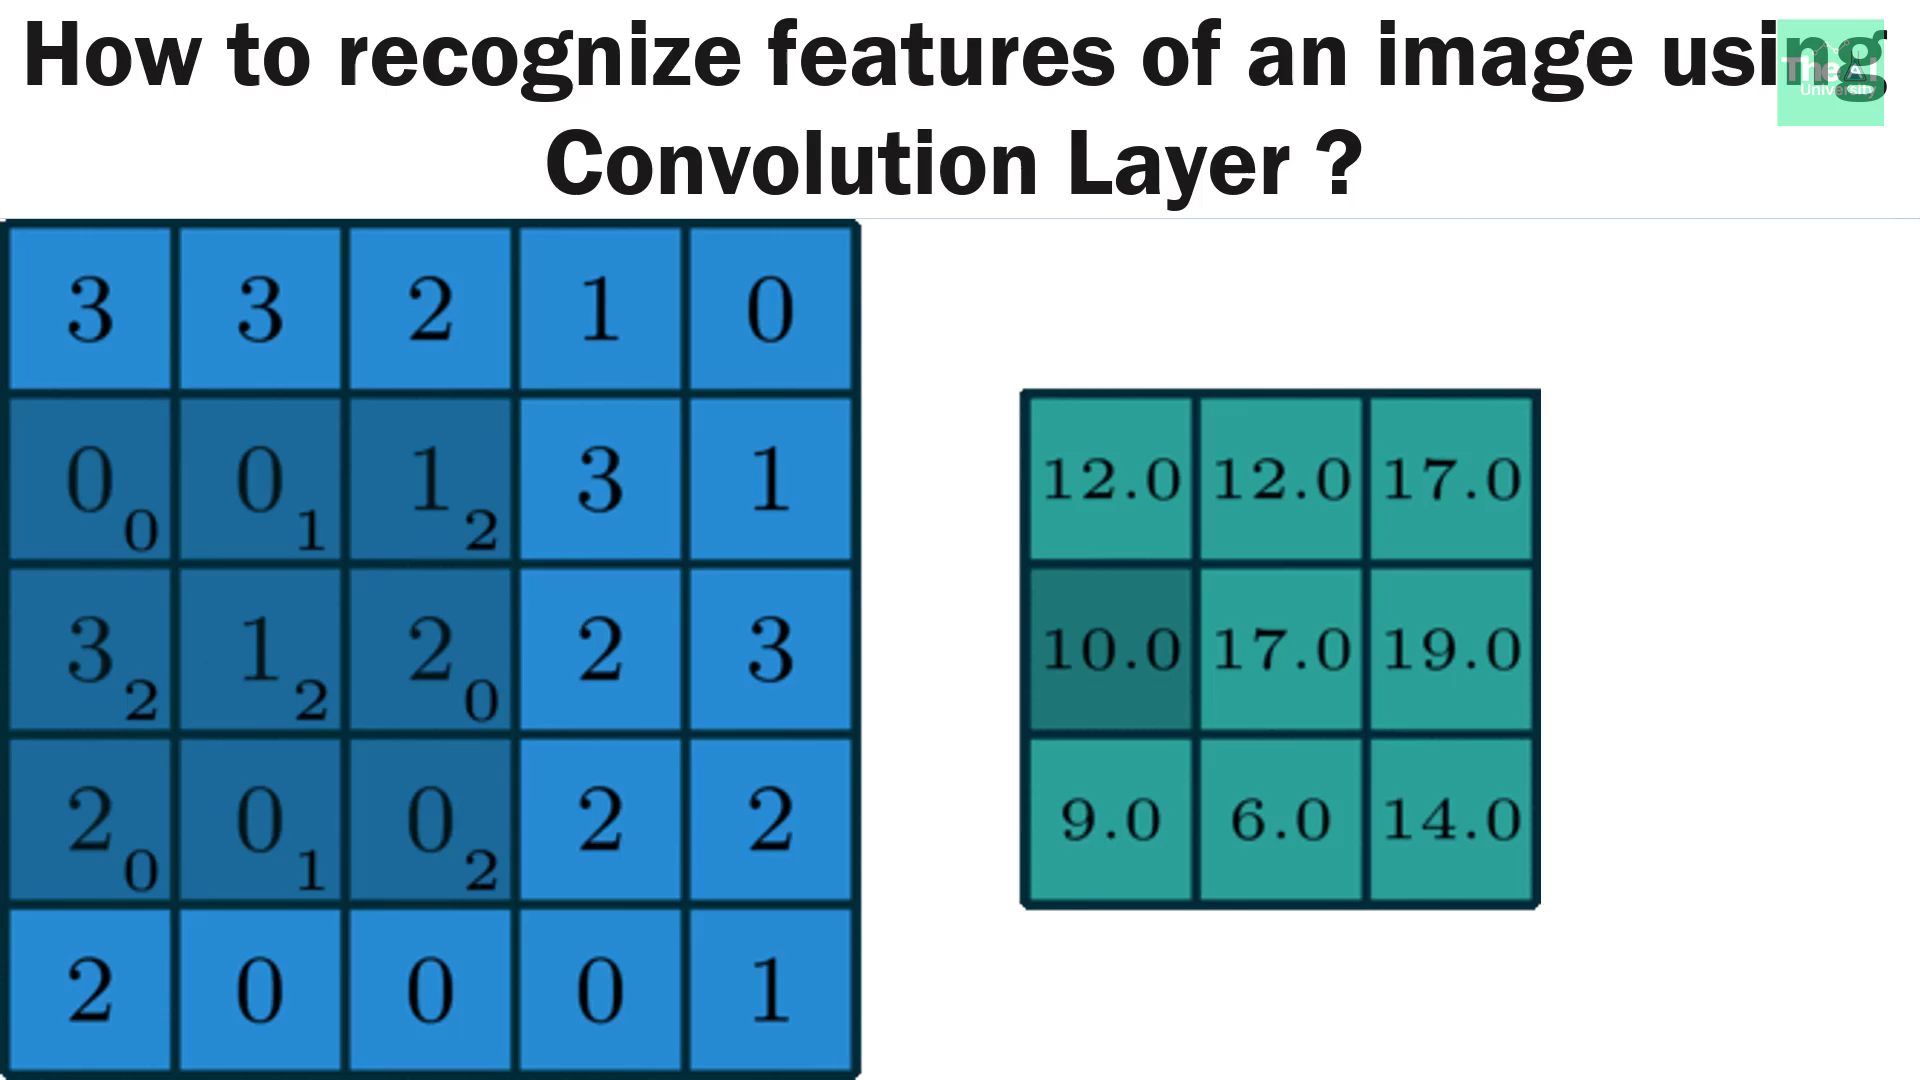 How to recognize features of an image using
Convolution Layer ?
The AI
University
3 3 2 1 0
0 0 0 1 1 2 3 1
3 2 1 2 2 0 2 3
2 0 0 1 0 2 2 2
2 0 0 0 1
12.0 12.0 17.0
10.0 17.0 19.0
9.0 6.0 14.0